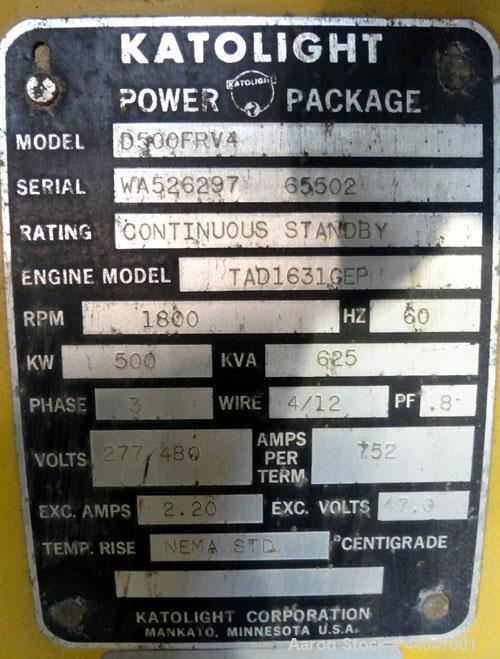 KATOLIGHT
POWER KATOLIGHT PACKAGE
MODEL D500FRV4
SERIAL WA526297 65502
RATING CONTINUOUS STANDBY
ENGINE MODEL TAD1631GEP
RPM 1800 HZ 60
KW 500 KVA 625
PHASE 3 WIRE 4/12 PF .8
VOLTS 277/480 AMPS PER TERM 752
EXC. AMPS 2.20 EXC. VOLTS 47.0
TEMP. RISE NEMA STD °CENTIGRADE
KATOLIGHT CORPORATION
MANKATO, MINNESOTA U.S.A.
Aaron Stock #44047001